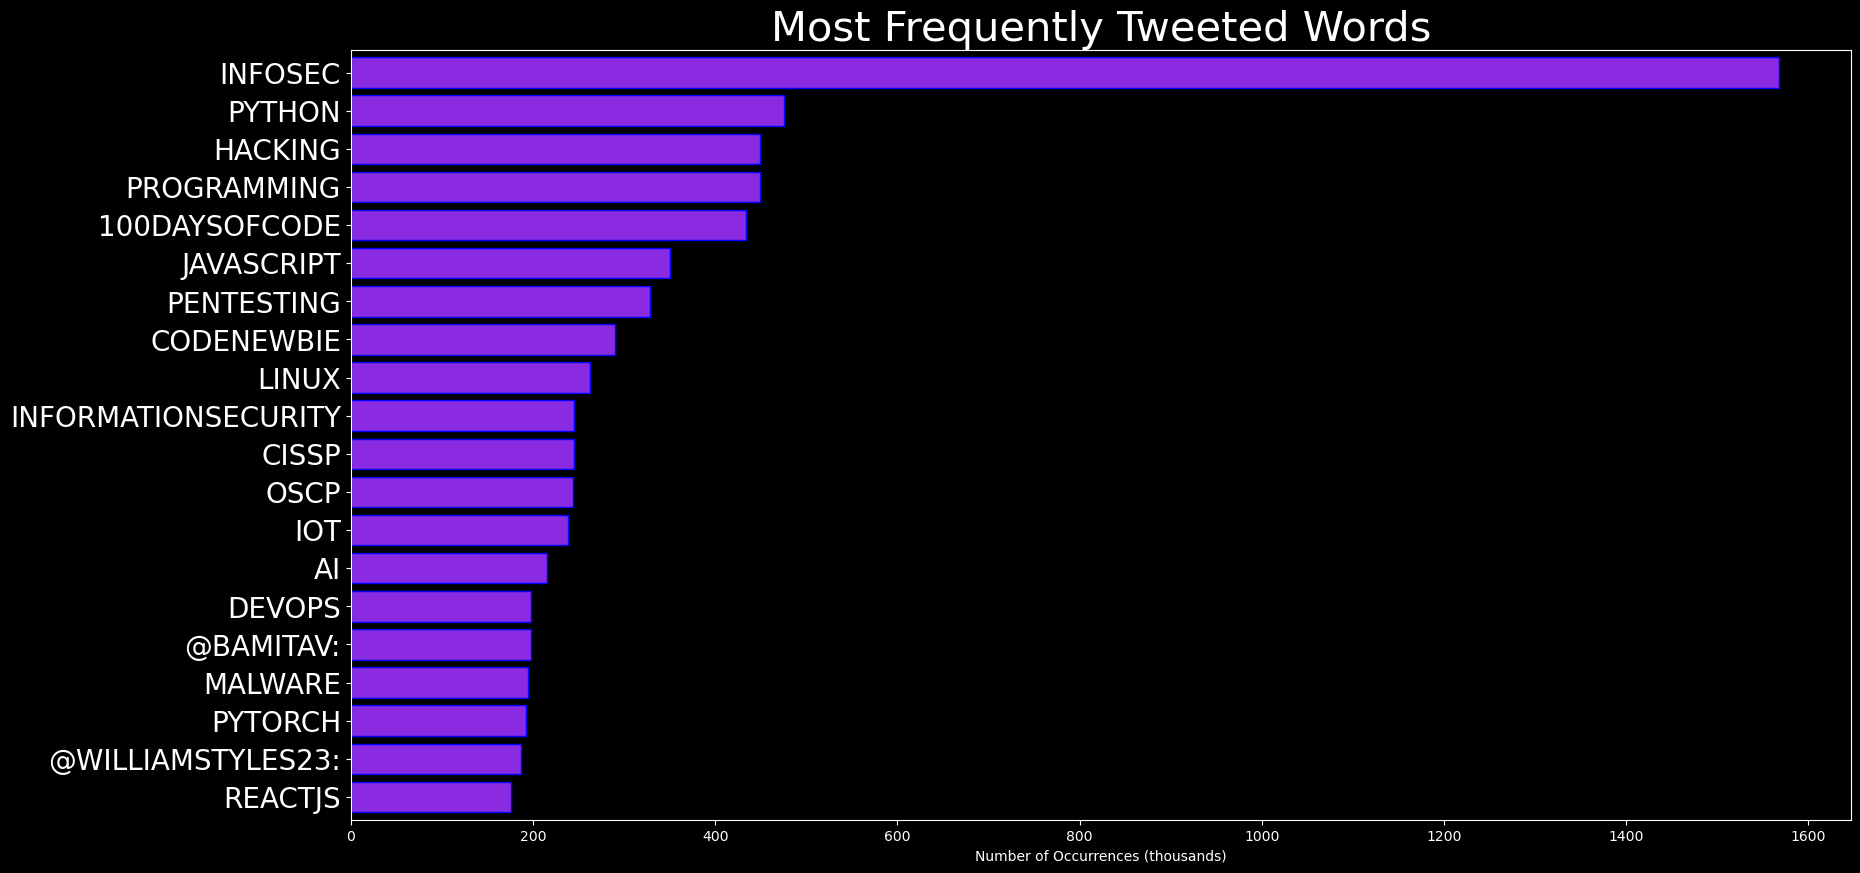 Most Frequently Tweeted Words
INFOSEC
PYTHON
HACKING
PROGRAMMING
100DAYSOFCODE
JAVASCRIPT
PENTESTING
CODENEWBIE
LINUX
INFORMATIONSECURITY
CISSP
OSCP
IOT
AI
DEVOPS
@BAMITAV:
MALWARE
PYTORCH
@WILLIAMSTYLES23:
REACTJS
0 200 400 600 800 1000 1200 1400 1600
Number of Occurrences (thousands)